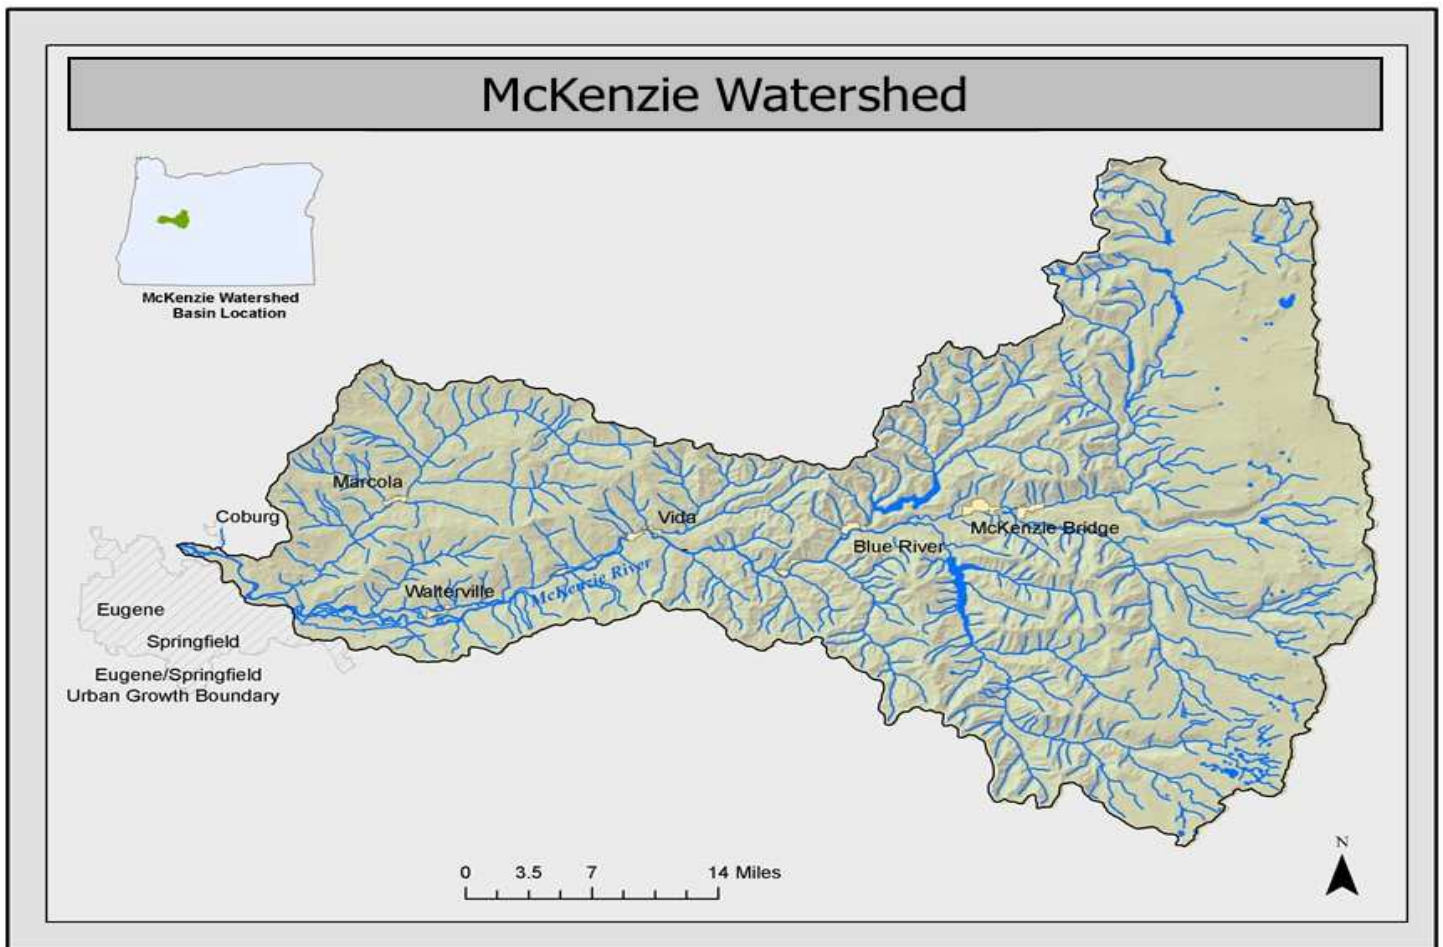 McKenzie Watershed
McKenzie Watershed
Basin Location
Marcola
Coburg
Vida
McKenzie Bridge
Blue River
McKenzie River
Walterville
Eugene
Springfield
Eugene/Springfield
Urban Growth Boundary
N
0 3.5 7 14 Miles